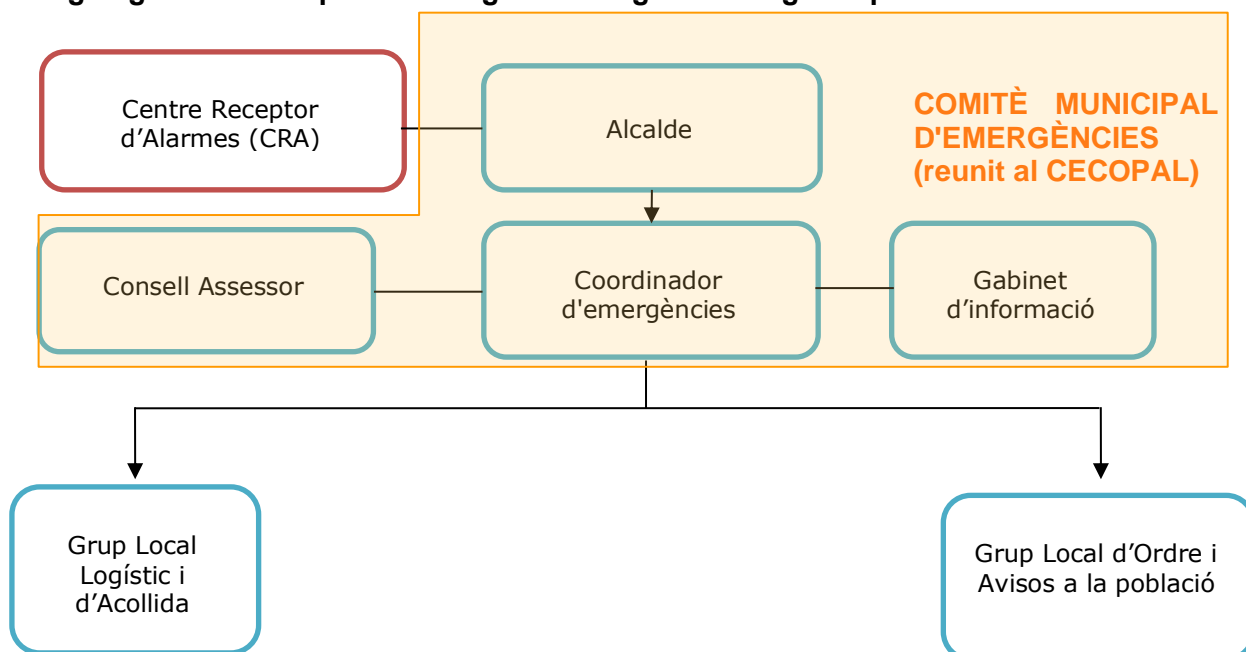 Centre Receptor
d'Alarmes (CRA)
Alcalde
COMITÈ MUNICIPAL
D'EMERGÈNCIES
(reunit al CECOPAL)
Consell Assessor
Coordinador
d'emergències
Gabinet
d'informació
Grup Local
Logístic i
d'Acollida
Grup Local d'Ordre i
Avisos a la població